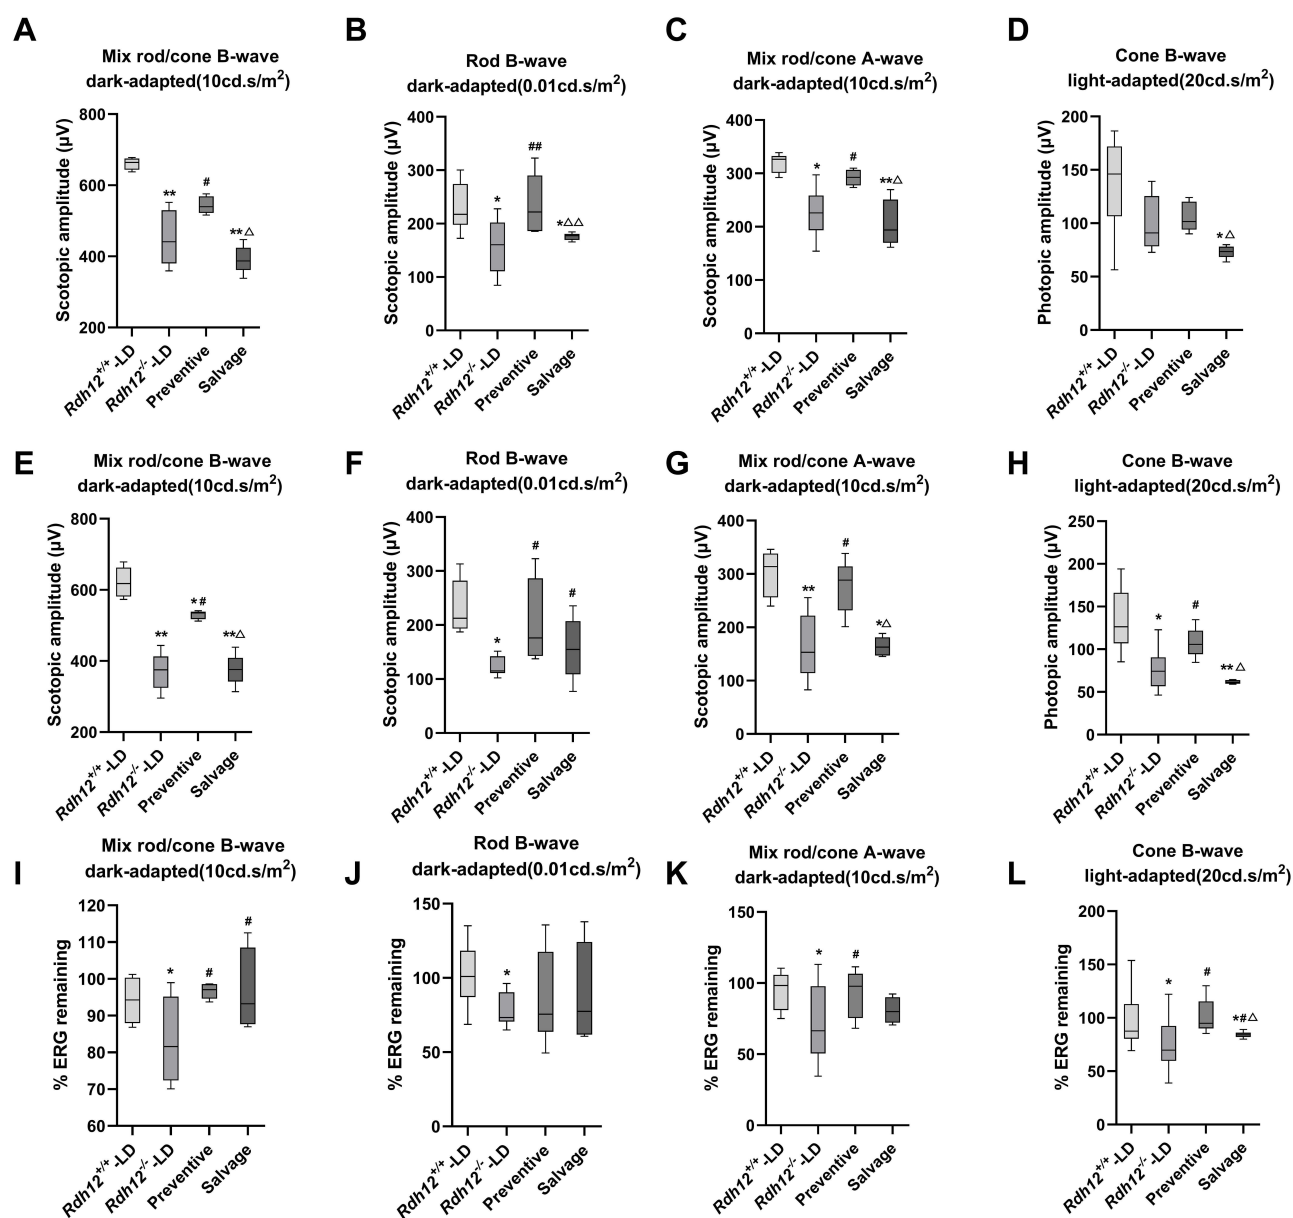 A
Mix rod/cone B-wave
dark-adapted(10cd.s/m²)
Scotopic amplitude (µV)
800
600
400
200
**
#
**△
Rdh12⁺/⁺ -LD
Rdh12⁻/⁻ -LD
Preventive
Salvage
B
Rod B-wave
dark-adapted(0.01cd.s/m²)
Scotopic amplitude (µV)
400
300
200
100
0
*
##
*△△
Rdh12⁺/⁺ -LD
Rdh12⁻/⁻ -LD
Preventive
Salvage
C
Mix rod/cone A-wave
dark-adapted(10cd.s/m²)
Scotopic amplitude (µV)
400
300
200
100
0
*
#
**△
Rdh12⁺/⁺ -LD
Rdh12⁻/⁻ -LD
Preventive
Salvage
D
Cone B-wave
light-adapted(20cd.s/m²)
Photopic amplitude (µV)
200
150
100
50
0
*△
Rdh12⁺/⁺ -LD
Rdh12⁻/⁻ -LD
Preventive
Salvage
E
Mix rod/cone B-wave
dark-adapted(10cd.s/m²)
Scotopic amplitude (µV)
800
600
400
200
**
*#
**△
Rdh12⁺/⁺ -LD
Rdh12⁻/⁻ -LD
Preventive
Salvage
F
Rod B-wave
dark-adapted(0.01cd.s/m²)
Scotopic amplitude (µV)
400
300
200
100
0
*
#
#
Rdh12⁺/⁺ -LD
Rdh12⁻/⁻ -LD
Preventive
Salvage
G
Mix rod/cone A-wave
dark-adapted(10cd.s/m²)
Scotopic amplitude (µV)
400
300
200
100
0
**
#
*△
Rdh12⁺/⁺ -LD
Rdh12⁻/⁻ -LD
Preventive
Salvage
H
Cone B-wave
light-adapted(20cd.s/m²)
Photopic amplitude (µV)
250
200
150
100
50
0
*
#
**△
Rdh12⁺/⁺ -LD
Rdh12⁻/⁻ -LD
Preventive
Salvage
I
Mix rod/cone B-wave
dark-adapted(10cd.s/m²)
% ERG remaining
120
110
100
90
80
70
60
*
#
#
Rdh12⁺/⁺ -LD
Rdh12⁻/⁻ -LD
Preventive
Salvage
J
Rod B-wave
dark-adapted(0.01cd.s/m²)
% ERG remaining
150
100
50
0
*
Rdh12⁺/⁺ -LD
Rdh12⁻/⁻ -LD
Preventive
Salvage
K
Mix rod/cone A-wave
dark-adapted(10cd.s/m²)
% ERG remaining
150
100
50
0
*
#
Rdh12⁺/⁺ -LD
Rdh12⁻/⁻ -LD
Preventive
Salvage
L
Cone B-wave
light-adapted(20cd.s/m²)
% ERG remaining
200
150
100
50
0
*
#
*#△
Rdh12⁺/⁺ -LD
Rdh12⁻/⁻ -LD
Preventive
Salvage